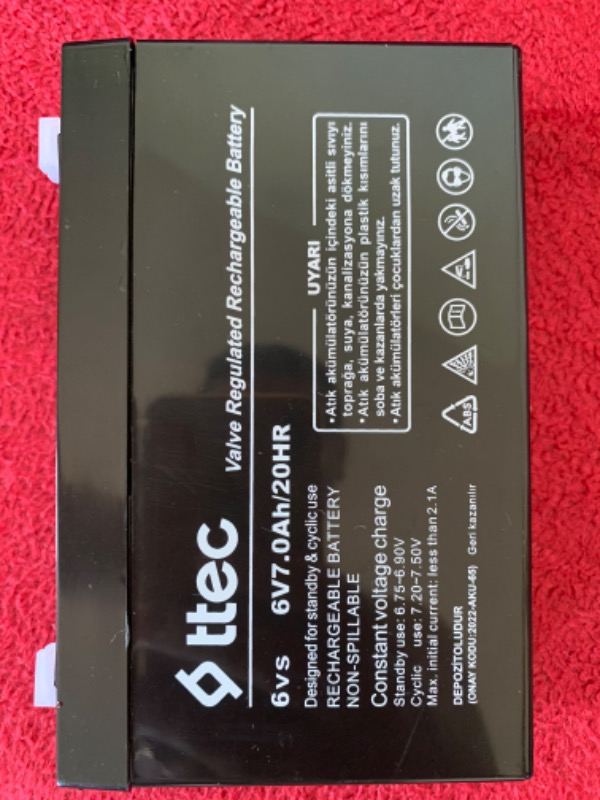 ttec
Valve Regulated Rechargeable Battery
6vs 6V7.0Ah/20HR
Designed for standby & cyclic use
RECHARGEABLE BATTERY
NON-SPILLABLE
Constant voltage charge
Standby use: 6.75-6.90V
Cyclic use: 7.20-7.50V
Max. initial current: less than 2.1A
DEPOZİTOLUDUR
(ONAY KODU:2022-AKU-66) Geri kazanılır
UYARI
•Atık akümülatörünüzün içindeki asitli sıvıyı
toprağa, suya, kanalizasyona dökmeyiniz.
•Atık akümülatörünüzün plastik kısımlarını
soba ve kazanlarda yakmayınız.
•Atık akümülatörleri çocuklardan uzak tutunuz.
ABS